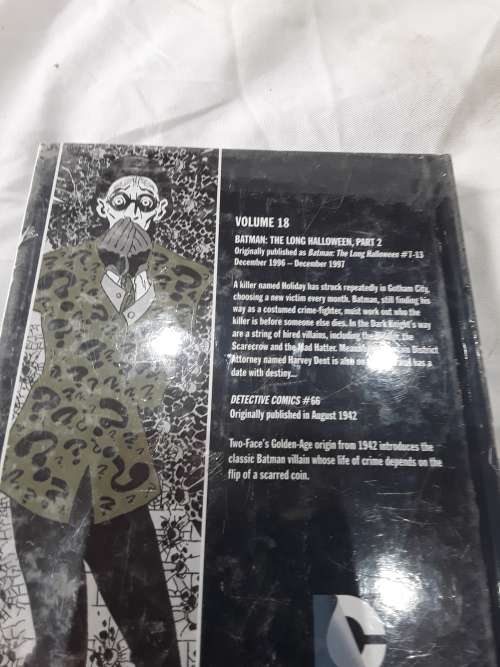 VOLUME 18
BATMAN: THE LONG HALLOWEEN, PART 2
Originally published as Batman: The Long Halloween #7-13
December 1996 – December 1997
A killer named Holiday has struck repeatedly in Gotham City,
choosing a new victim every month. Batman, still finding his
way as a costumed crime-fighter, must work out who the
killer is before someone else dies. In the Dark Knight's way
are a string of hired villains, including the
Scarecrow and the Mad Hatter. District
Attorney named Harvey Dent is also has a
date with destiny...
DETECTIVE COMICS #66
Originally published in August 1942
Two-Face's Golden-Age origin from 1942 introduces the
classic Batman villain whose life of crime depends on the
flip of a scarred coin.